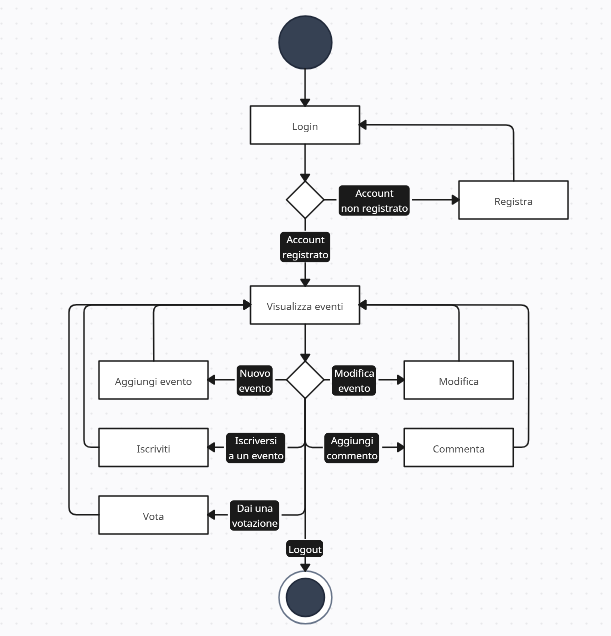 Login
Account
non registrato
Registra
Account
registrato
Visualizza eventi
Aggiungi evento
Nuovo
evento
Modifica
evento
Modifica
Iscriviti
Iscriversi
a un evento
Aggiungi
commento
Commenta
Vota
Dai una
votazione
Logout